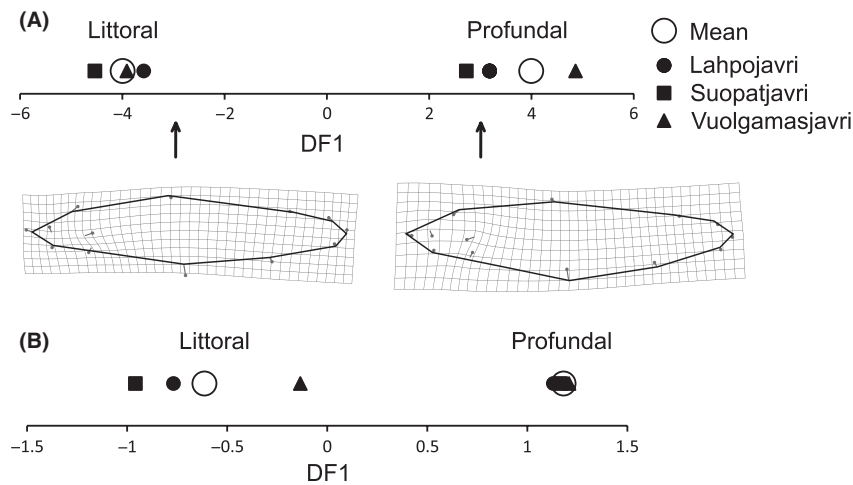 (A)
Littoral Profundal
Mean
Lahpojavri
Suopatjavri
Vuolgamasjavri
−6 −4 −2 0 2 4 6
DF1
(B)
Littoral Profundal
−1.5 −1 −0.5 0 0.5 1 1.5
DF1